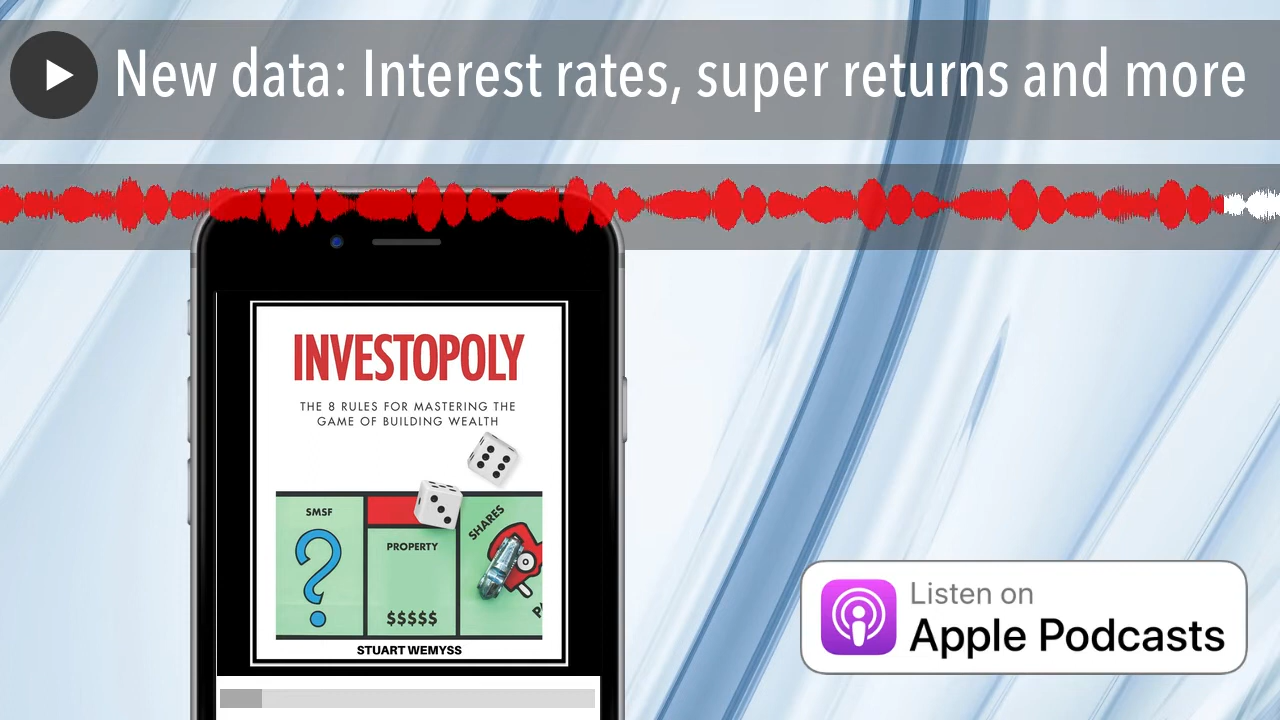 New data: Interest rates, super returns and more
INVESTOPOLY
THE 8 RULES FOR MASTERING THE
GAME OF BUILDING WEALTH
SMSF
PROPERTY
SHARES
$$$$$
STUART WEMYSS
Listen on
Apple Podcasts